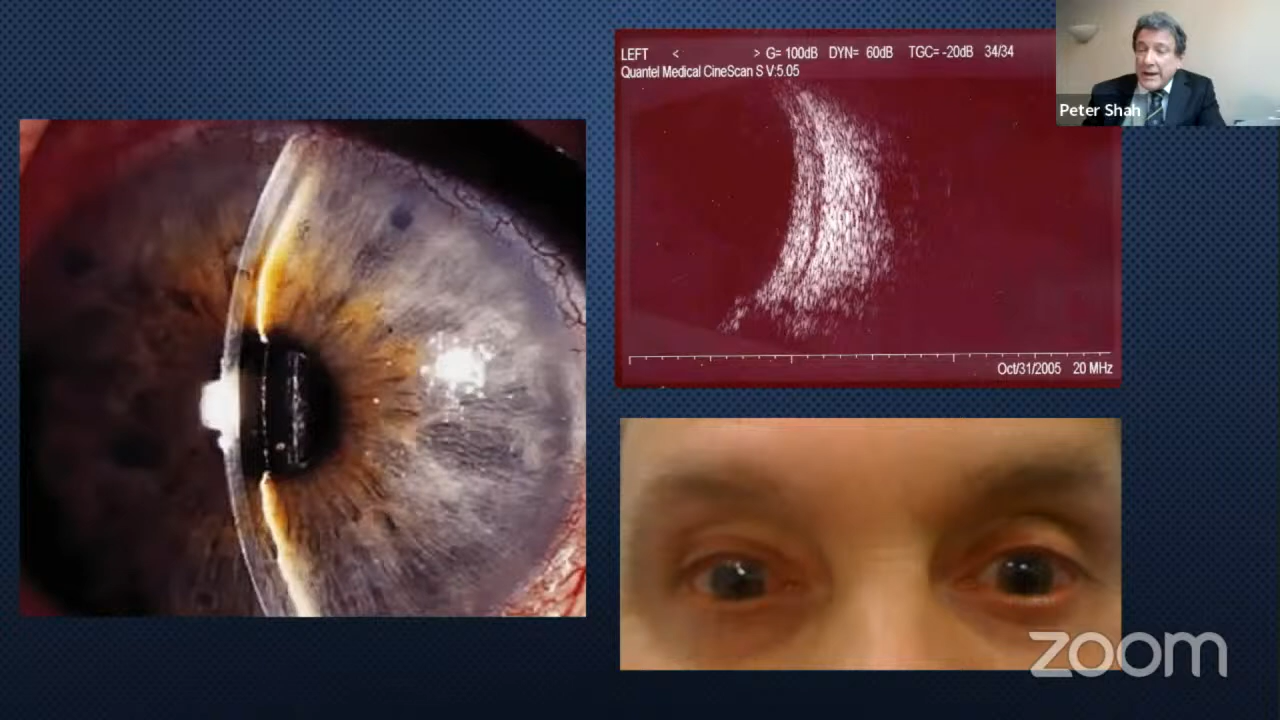 LEFT < > G= 100dB DYN= 60dB TGC= -20dB 34/34
Quantel Medical CineScan S V:5.05
Peter Shah
Oct/31/2005 20 MHz
zoom